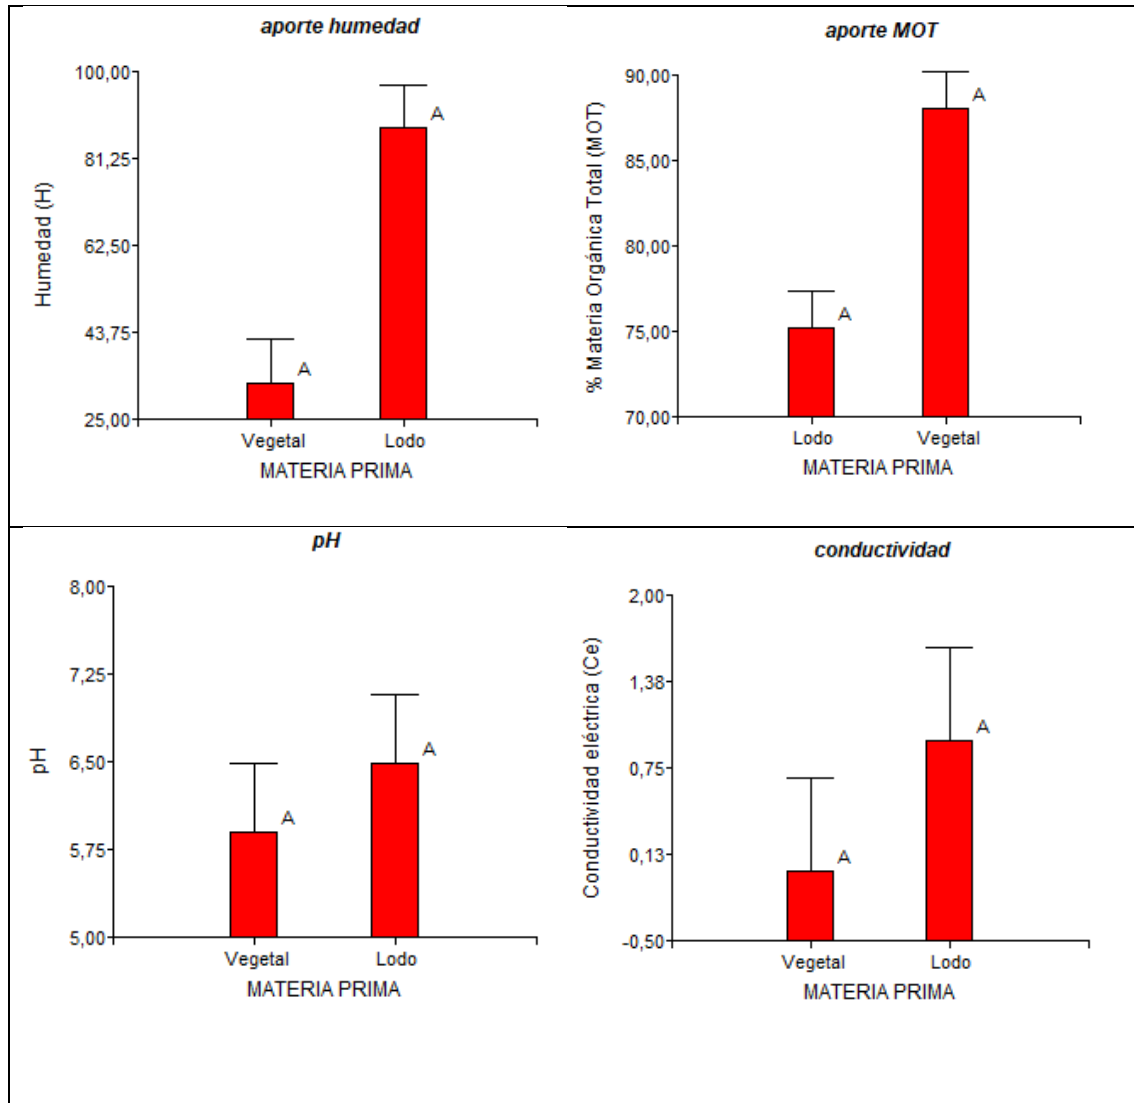 aporte humedad
Humedad (H)
100,00
81,25
62,50
43,75
25,00
A
A
Vegetal Lodo
MATERIA PRIMA
aporte MOT
% Materia Orgánica Total (MOT)
90,00
85,00
80,00
75,00
70,00
A
A
Lodo Vegetal
MATERIA PRIMA
pH
pH
8,00
7,25
6,50
5,75
5,00
A
A
Vegetal Lodo
MATERIA PRIMA
conductividad
Conductividad eléctrica (Ce)
2,00
1,38
0,75
0,13
-0,50
A
A
Vegetal Lodo
MATERIA PRIMA